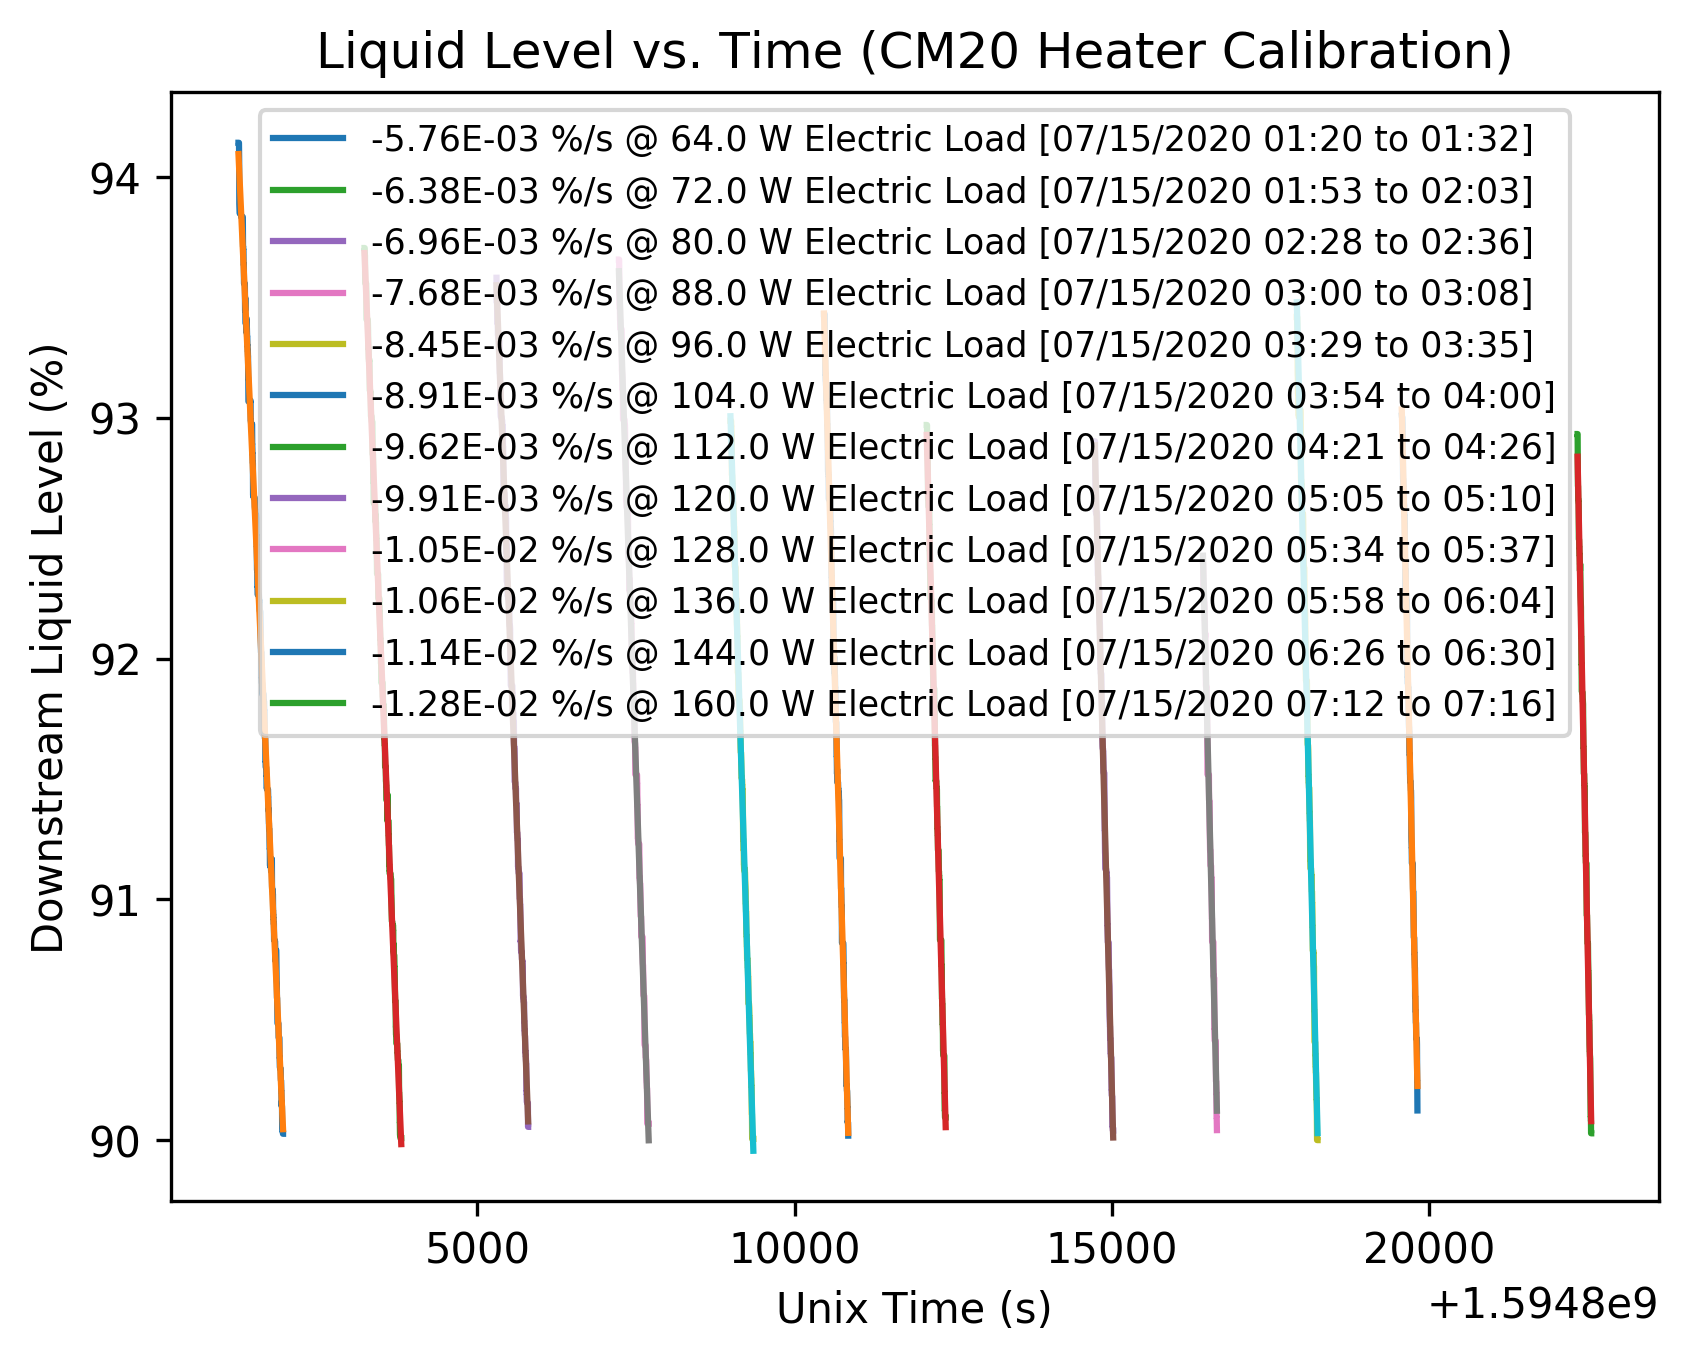 Liquid Level vs. Time (CM20 Heater Calibration)
-5.76E-03 %/s @ 64.0 W Electric Load [07/15/2020 01:20 to 01:32]
-6.38E-03 %/s @ 72.0 W Electric Load [07/15/2020 01:53 to 02:03]
-6.96E-03 %/s @ 80.0 W Electric Load [07/15/2020 02:28 to 02:36]
-7.68E-03 %/s @ 88.0 W Electric Load [07/15/2020 03:00 to 03:08]
-8.45E-03 %/s @ 96.0 W Electric Load [07/15/2020 03:29 to 03:35]
-8.91E-03 %/s @ 104.0 W Electric Load [07/15/2020 03:54 to 04:00]
-9.62E-03 %/s @ 112.0 W Electric Load [07/15/2020 04:21 to 04:26]
-9.91E-03 %/s @ 120.0 W Electric Load [07/15/2020 05:05 to 05:10]
-1.05E-02 %/s @ 128.0 W Electric Load [07/15/2020 05:34 to 05:37]
-1.06E-02 %/s @ 136.0 W Electric Load [07/15/2020 05:58 to 06:04]
-1.14E-02 %/s @ 144.0 W Electric Load [07/15/2020 06:26 to 06:30]
-1.28E-02 %/s @ 160.0 W Electric Load [07/15/2020 07:12 to 07:16]
Downstream Liquid Level (%)
94
93
92
91
90
5000 10000 15000 20000
+1.5948e9
Unix Time (s)